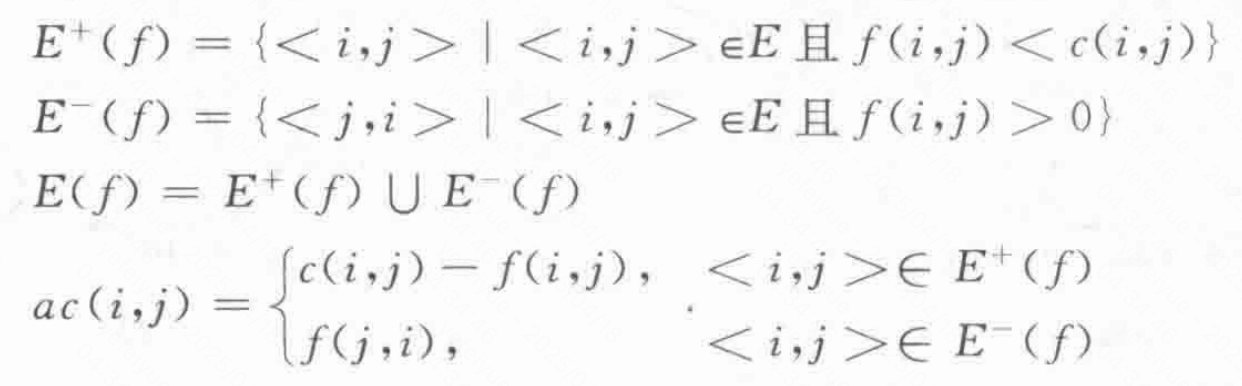 E⁺(f) = {< i,j > | < i,j > ∈E 且 f(i,j) < c(i,j)}
E⁻(f) = {< j,i > | < i,j > ∈E 且 f(i,j) > 0}
E(f) = E⁺(f) ∪ E⁻(f)
ac(i,j) = { c(i,j) − f(i,j), < i,j >∈ E⁺(f)
f(j,i), < i,j >∈ E⁻(f)